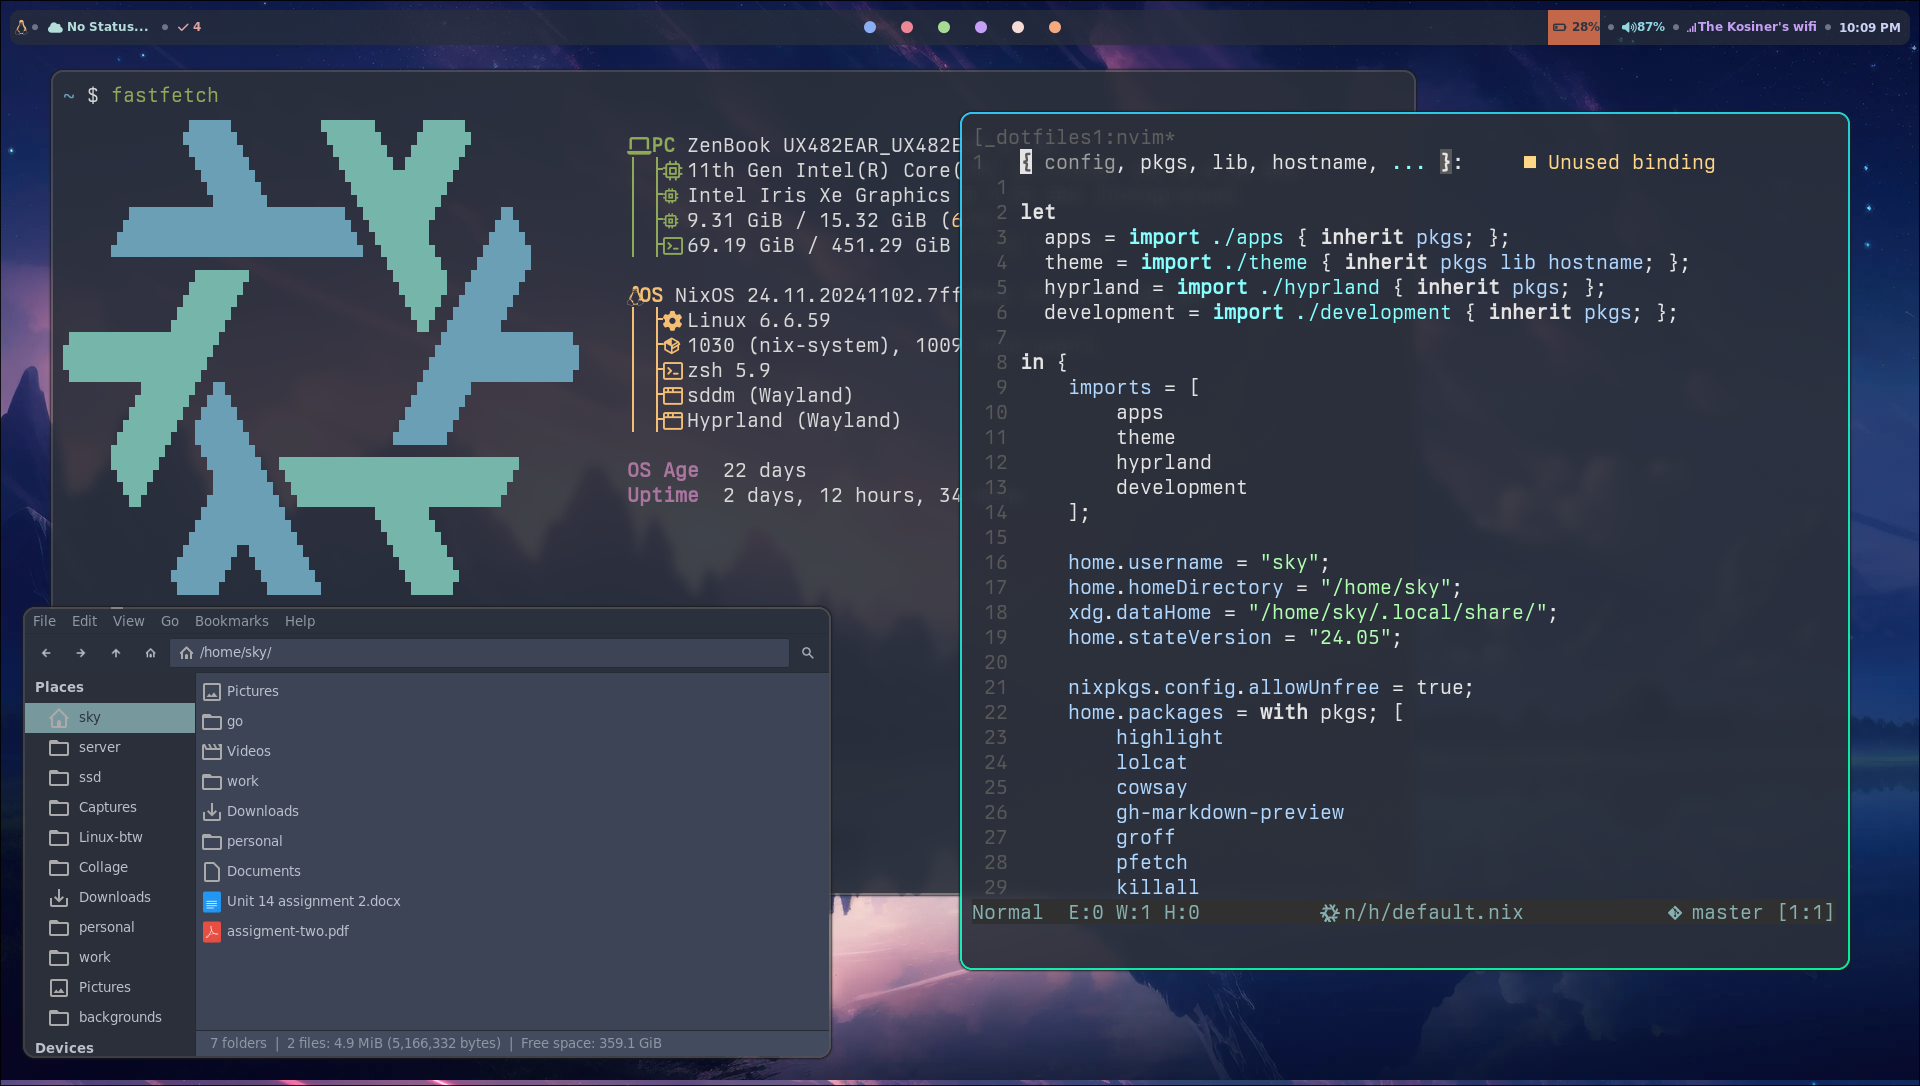 No Status...
4
28%
87%
The Kosiner's wifi
10:09 PM
~ $ fastfetch
PC ZenBook UX482EAR_UX482E
11th Gen Intel(R) Core(
Intel Iris Xe Graphics
9.31 GiB / 15.32 GiB (6
69.19 GiB / 451.29 GiB
OS NixOS 24.11.20241102.7ff
Linux 6.6.59
1030 (nix-system), 1009
zsh 5.9
sddm (Wayland)
Hyprland (Wayland)
OS Age 22 days
Uptime 2 days, 12 hours, 34
[_dotfiles1:nvim*
1 { config, pkgs, lib, hostname, ... }: ■ Unused binding
1
2 let
3 apps = import ./apps { inherit pkgs; };
4 theme = import ./theme { inherit pkgs lib hostname; };
5 hyprland = import ./hyprland { inherit pkgs; };
6 development = import ./development { inherit pkgs; };
7
8 in {
9 imports = [
10 apps
11 theme
12 hyprland
13 development
14 ];
15
16 home.username = "sky";
17 home.homeDirectory = "/home/sky";
18 xdg.dataHome = "/home/sky/.local/share/";
19 home.stateVersion = "24.05";
20
21 nixpkgs.config.allowUnfree = true;
22 home.packages = with pkgs; [
23 highlight
24 lolcat
25 cowsay
26 gh-markdown-preview
27 groff
28 pfetch
29 killall
Normal E:0 W:1 H:0 n/h/default.nix master [1:1]
File Edit View Go Bookmarks Help
/home/sky/
Places
sky
server
ssd
Captures
Linux-btw
Collage
Downloads
personal
work
Pictures
backgrounds
Devices
Pictures
go
Videos
work
Downloads
personal
Documents
Unit 14 assignment 2.docx
assigment-two.pdf
7 folders | 2 files: 4.9 MiB (5,166,332 bytes) | Free space: 359.1 GiB